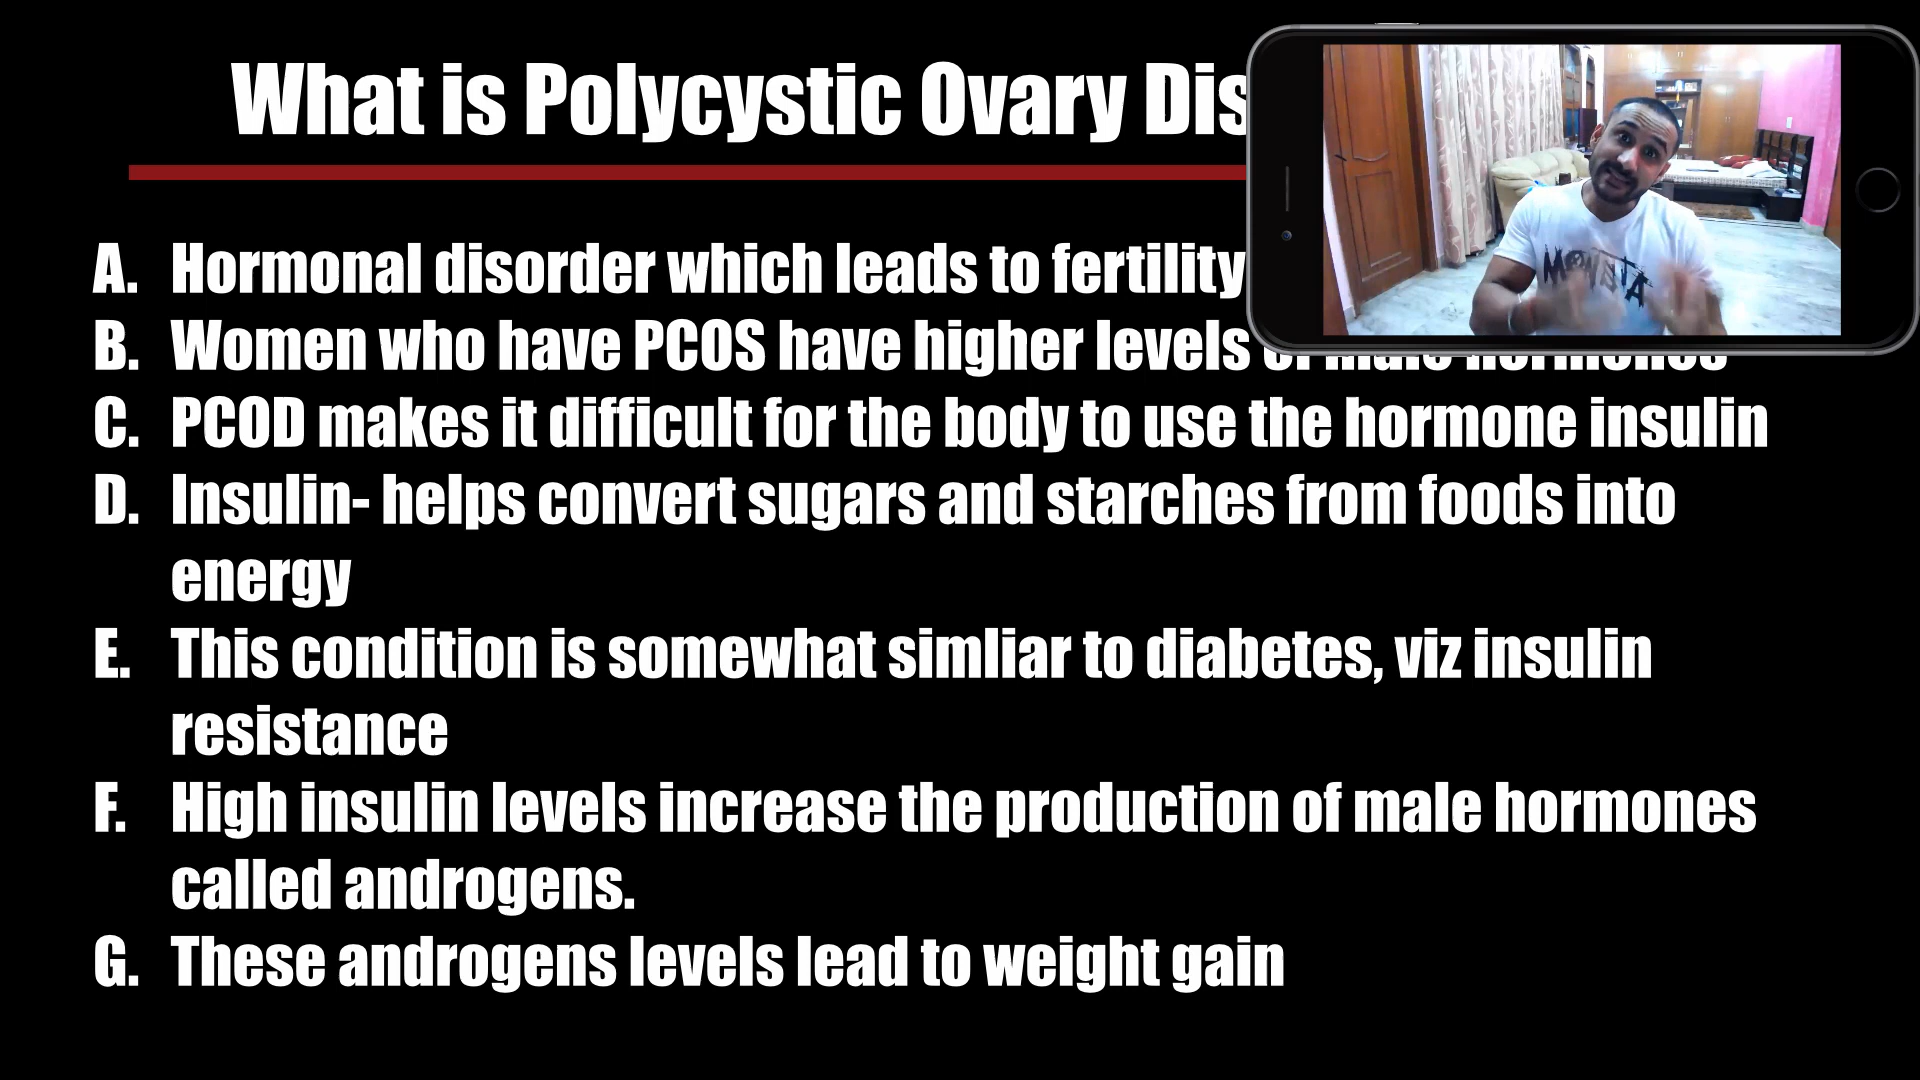 What is Polycystic Ovary Dis
A. Hormonal disorder which leads to fertility
B. Women who have PCOS have higher levels of male hormones
C. PCOD makes it difficult for the body to use the hormone insulin
D. Insulin- helps convert sugars and starches from foods into
energy
E. This condition is somewhat simliar to diabetes, viz insulin
resistance
F. High insulin levels increase the production of male hormones
called androgens.
G. These androgens levels lead to weight gain